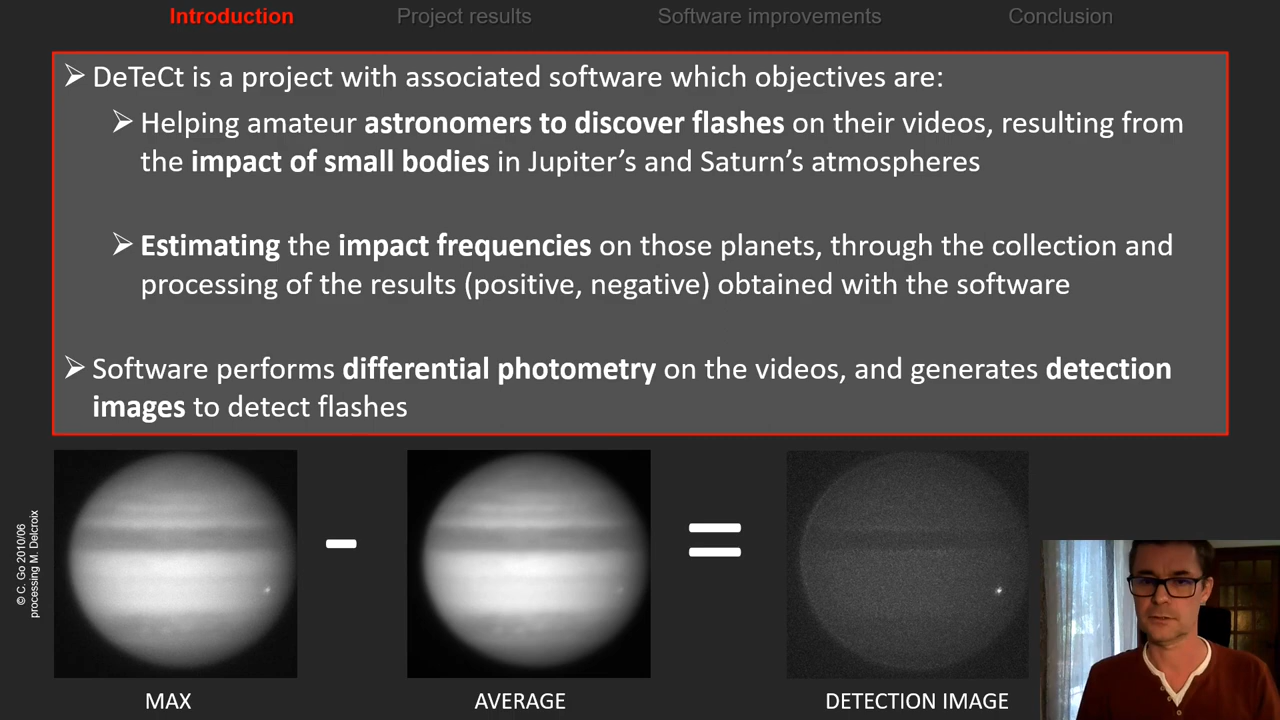 Introduction Project results Software improvements Conclusion
➢ DeTeCt is a project with associated software which objectives are:
➢ Helping amateur astronomers to discover flashes on their videos, resulting from
the impact of small bodies in Jupiter’s and Saturn’s atmospheres
➢ Estimating the impact frequencies on those planets, through the collection and
processing of the results (positive, negative) obtained with the software
➢ Software performs differential photometry on the videos, and generates detection
images to detect flashes
© C. Go 2010/06
processing M. Delcroix
- =
MAX AVERAGE DETECTION IMAGE